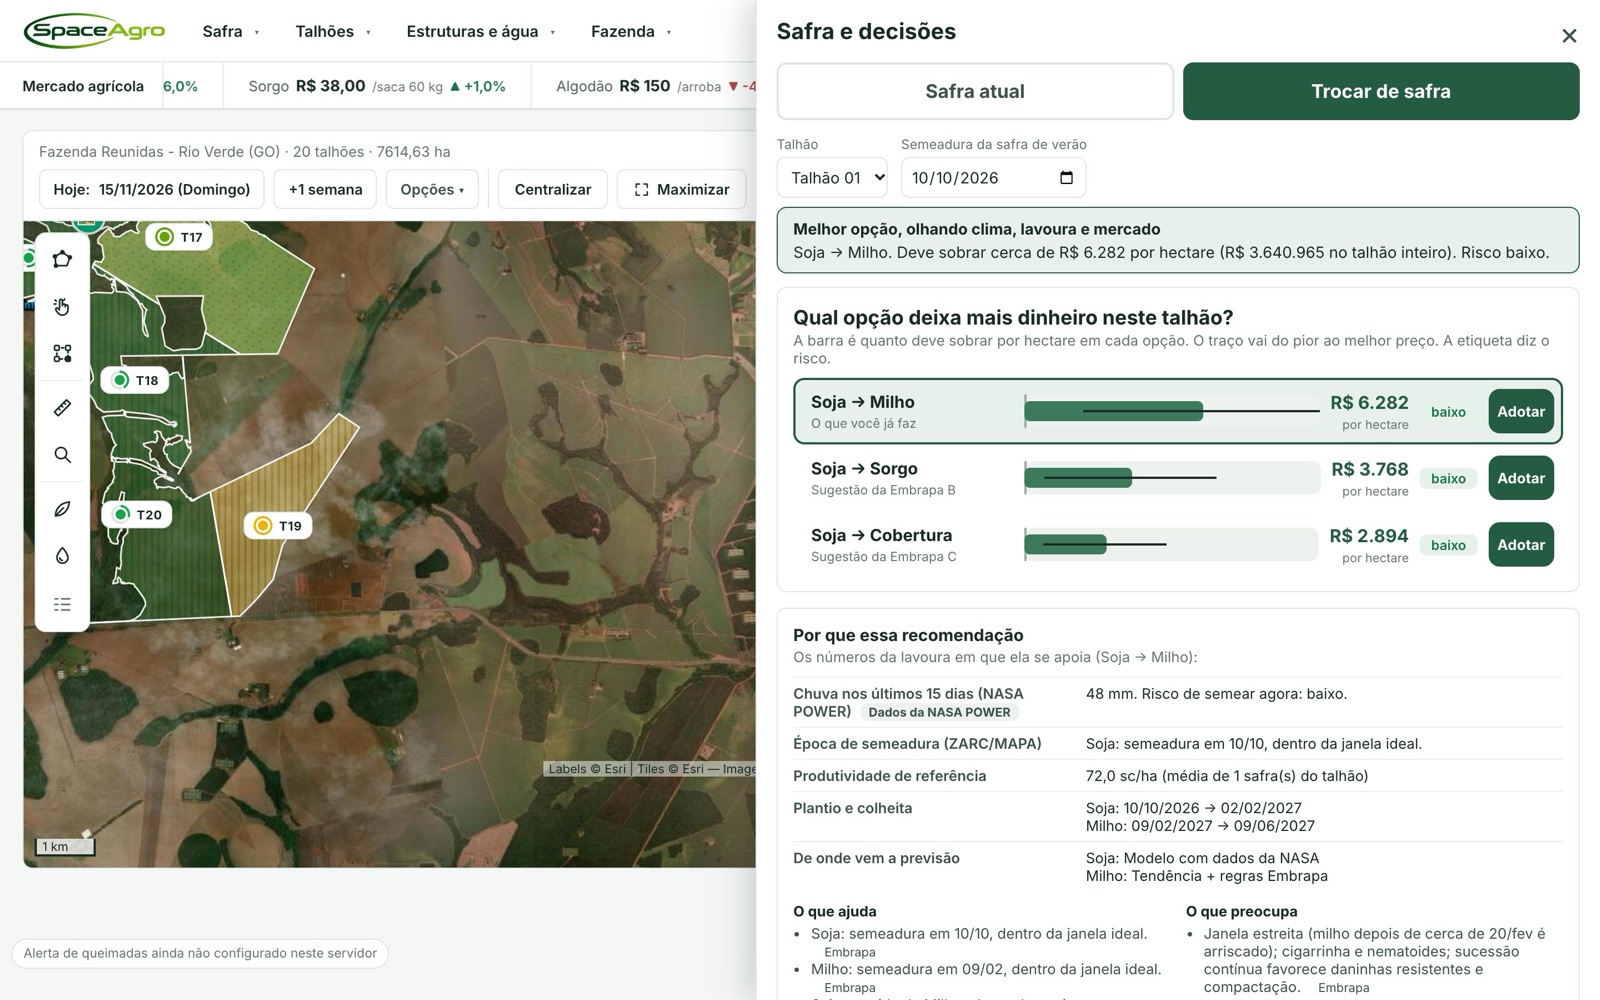 SpaceAgro
Safra
Talhões
Estruturas e água
Fazenda
Mercado agrícola
6,0%
Sorgo R$ 38,00 /saca 60 kg ▲ +1,0%
Algodão R$ 150 /arroba ▼ -4
Fazenda Reunidas - Rio Verde (GO) · 20 talhões · 7614,63 ha
Hoje: 15/11/2026 (Domingo)
+1 semana
Opções
Centralizar
Maximizar
T17
T18
T20
T19
Labels © Esri | Tiles © Esri — Image
1 km
Alerta de queimadas ainda não configurado neste servidor
Safra e decisões
Safra atual
Trocar de safra
Talhão
Semeadura da safra de verão
Talhão 01
10/10/2026
Melhor opção, olhando clima, lavoura e mercado
Soja → Milho. Deve sobrar cerca de R$ 6.282 por hectare (R$ 3.640.965 no talhão inteiro). Risco baixo.
Qual opção deixa mais dinheiro neste talhão?
A barra é quanto deve sobrar por hectare em cada opção. O traço vai do pior ao melhor preço. A etiqueta diz o
risco.
Soja → Milho
O que você já faz
R$ 6.282
por hectare
baixo
Adotar
Soja → Sorgo
Sugestão da Embrapa B
R$ 3.768
por hectare
baixo
Adotar
Soja → Cobertura
Sugestão da Embrapa C
R$ 2.894
por hectare
baixo
Adotar
Por que essa recomendação
Os números da lavoura em que ela se apoia (Soja → Milho):
Chuva nos últimos 15 dias (NASA
POWER) Dados da NASA POWER
48 mm. Risco de semear agora: baixo.
Época de semeadura (ZARC/MAPA)
Soja: semeadura em 10/10, dentro da janela ideal.
Produtividade de referência
72,0 sc/ha (média de 1 safra(s) do talhão)
Plantio e colheita
Soja: 10/10/2026 → 02/02/2027
Milho: 09/02/2027 → 09/06/2027
De onde vem a previsão
Soja: Modelo com dados da NASA
Milho: Tendência + regras Embrapa
O que ajuda
• Soja: semeadura em 10/10, dentro da janela ideal.
Embrapa
• Milho: semeadura em 09/02, dentro da janela ideal.
Embrapa
O que preocupa
• Janela estreita (milho depois de cerca de 20/fev é
arriscado); cigarrinha e nematoides; sucessão
contínua favorece daninhas resistentes e
compactação. Embrapa